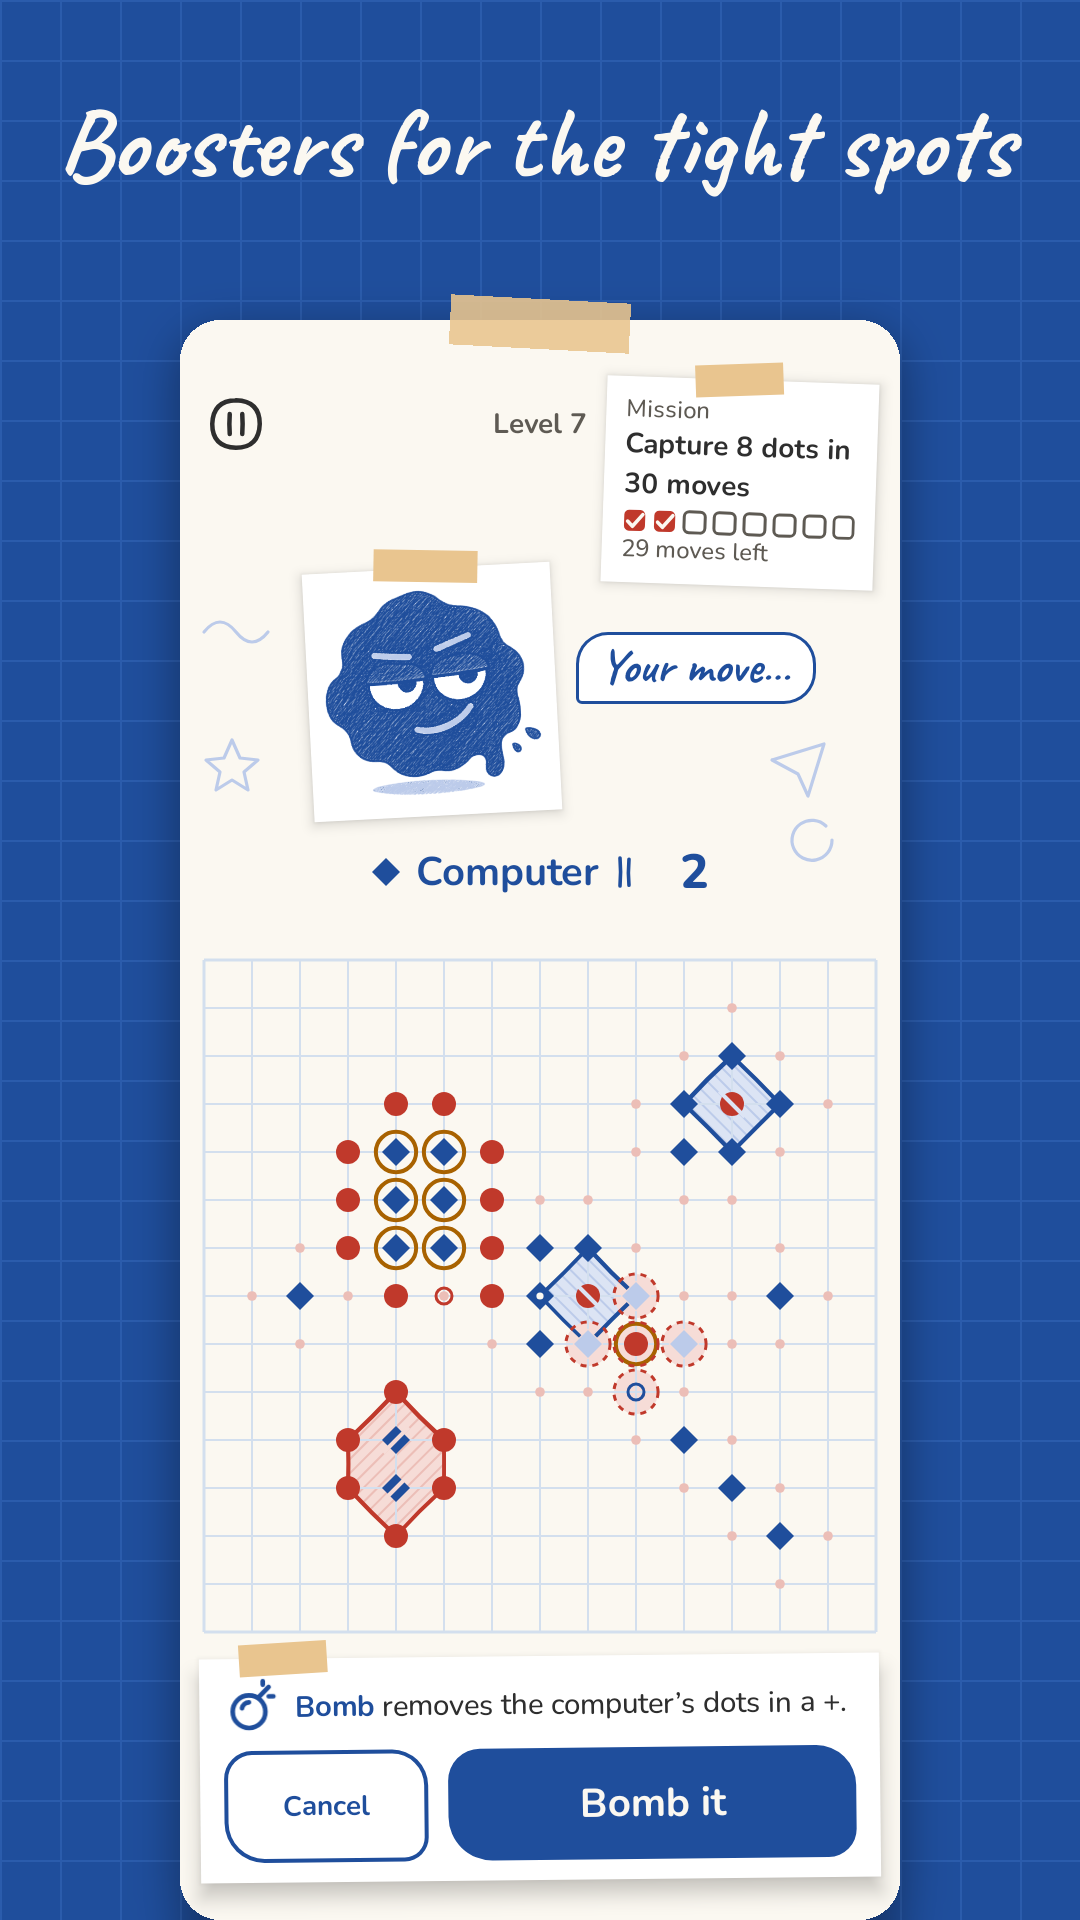 Boosters for the tight spots
Level 7
Mission
Capture 8 dots in
30 moves
29 moves left
Your move...
Computer 2
Bomb removes the computer's dots in a +.
Cancel
Bomb it